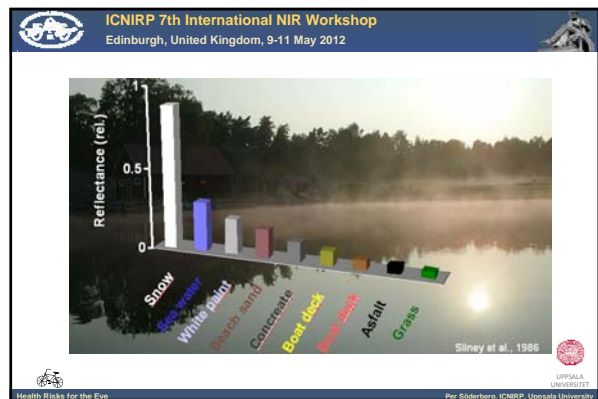 ICNIRP 7th International NIR Workshop
Edinburgh, United Kingdom, 9-11 May 2012
Reflectance (rel.)
1
0.5
0
Snow
Sea water
White paint
Beach sand
Concreate
Boat deck
Boat deck
Asfalt
Grass
Sliney et al., 1986
UPPSALA
UNIVERSITET
Health Risks for the Eye
Per Söderberg, ICNIRP, Uppsala University